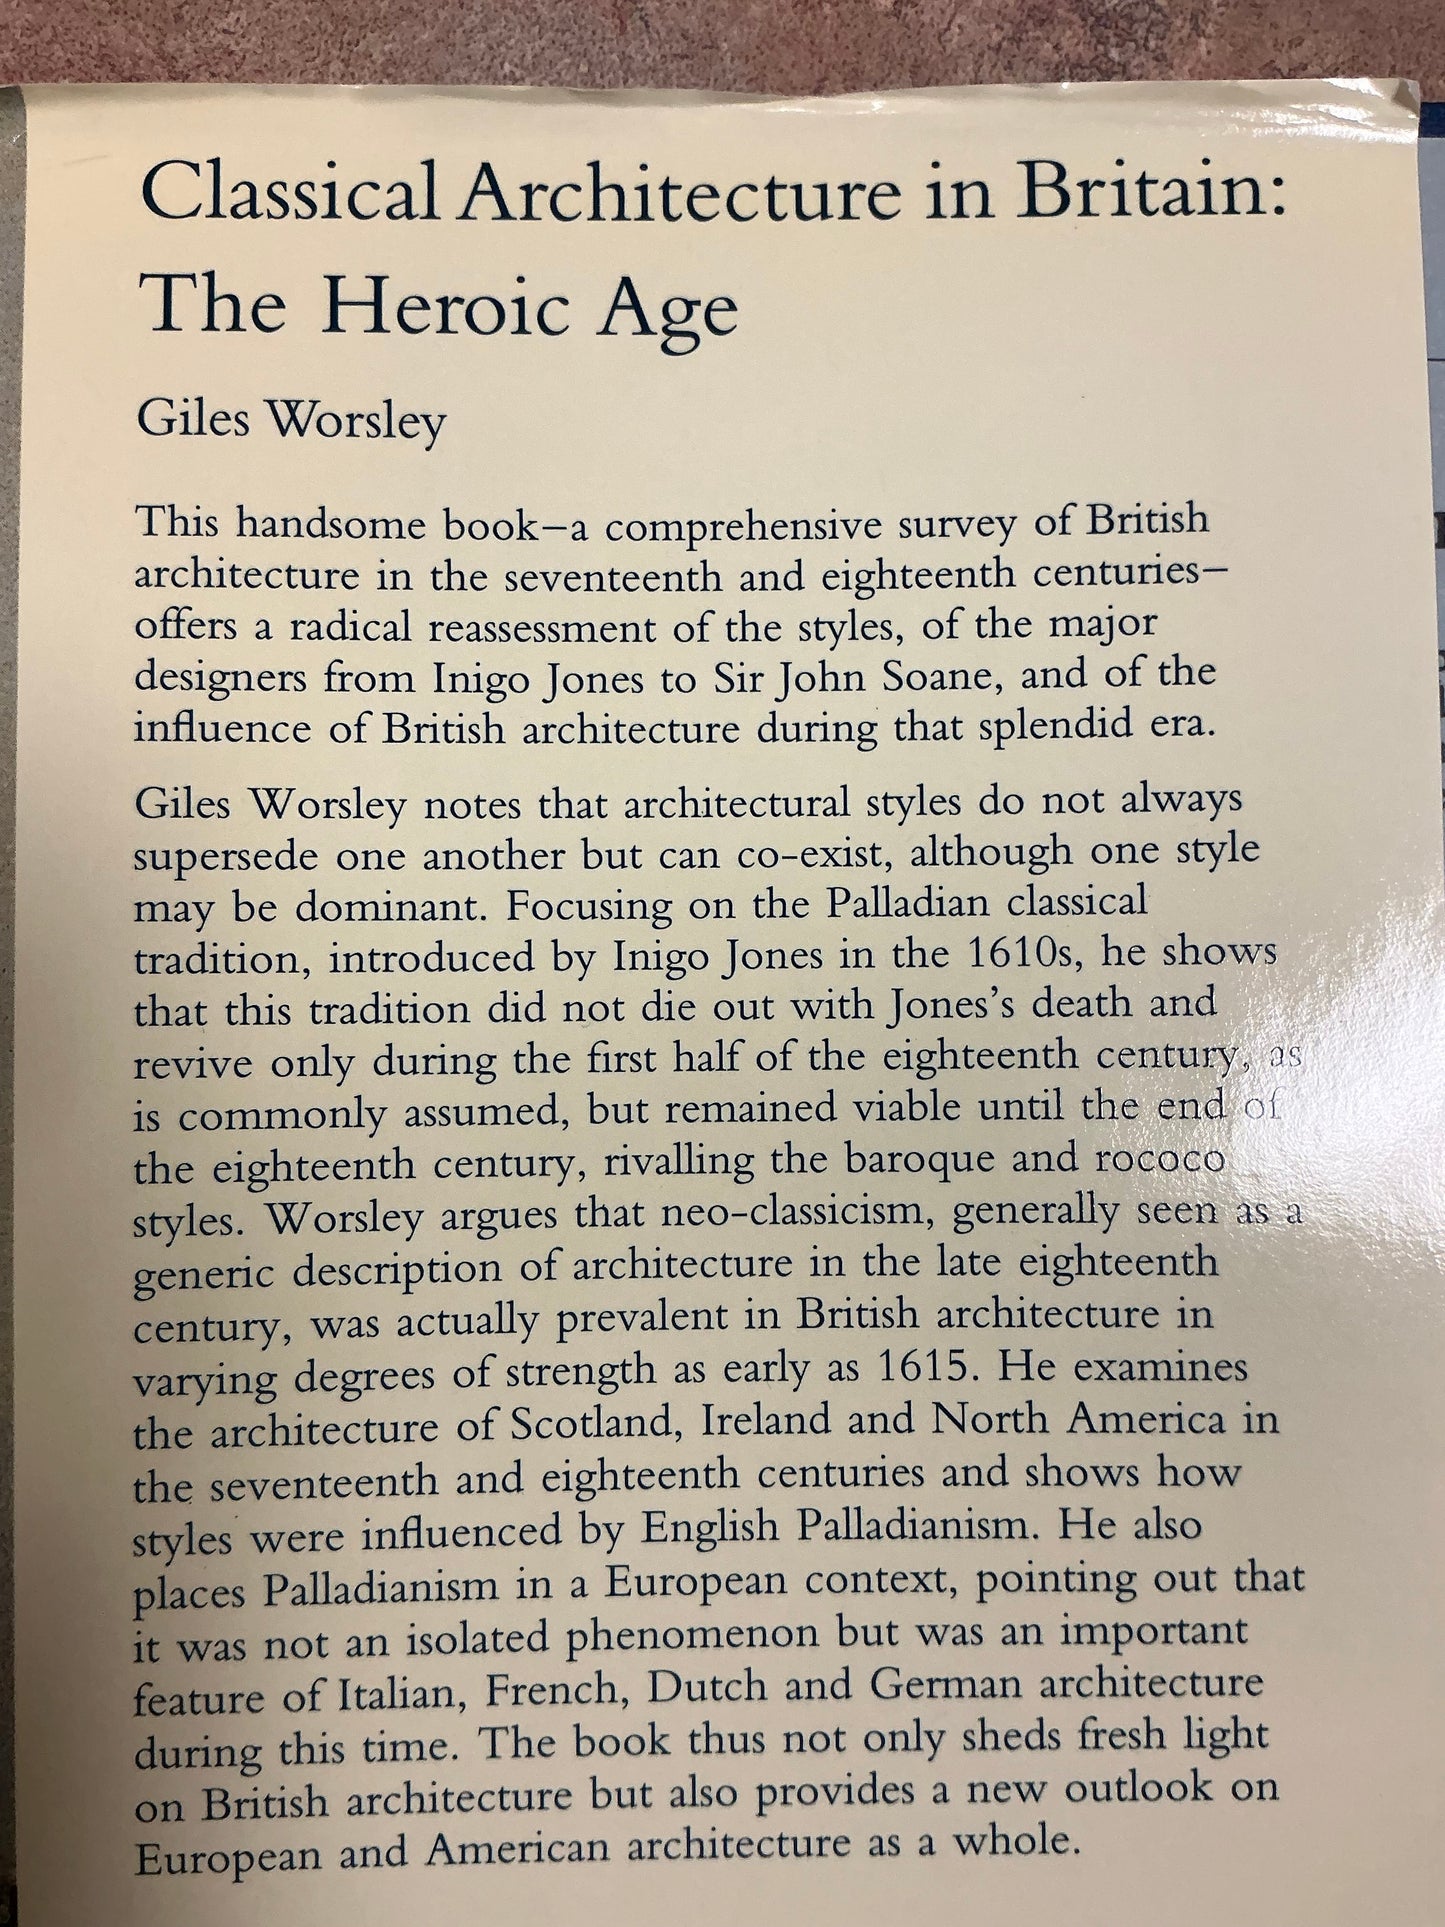 Classical Architecture in Britain:
The Heroic Age
Giles Worsley
This handsome book–a comprehensive survey of British
architecture in the seventeenth and eighteenth centuries–
offers a radical reassessment of the styles, of the major
designers from Inigo Jones to Sir John Soane, and of the
influence of British architecture during that splendid era.
Giles Worsley notes that architectural styles do not always
supersede one another but can co-exist, although one style
may be dominant. Focusing on the Palladian classical
tradition, introduced by Inigo Jones in the 1610s, he shows
that this tradition did not die out with Jones's death and
revive only during the first half of the eighteenth century, as
is commonly assumed, but remained viable until the end of
the eighteenth century, rivalling the baroque and rococo
styles. Worsley argues that neo-classicism, generally seen as a
generic description of architecture in the late eighteenth
century, was actually prevalent in British architecture in
varying degrees of strength as early as 1615. He examines
the architecture of Scotland, Ireland and North America in
the seventeenth and eighteenth centuries and shows how
styles were influenced by English Palladianism. He also
places Palladianism in a European context, pointing out that
it was not an isolated phenomenon but was an important
feature of Italian, French, Dutch and German architecture
during this time. The book thus not only sheds fresh light
on British architecture but also provides a new outlook on
European and American architecture as a whole.